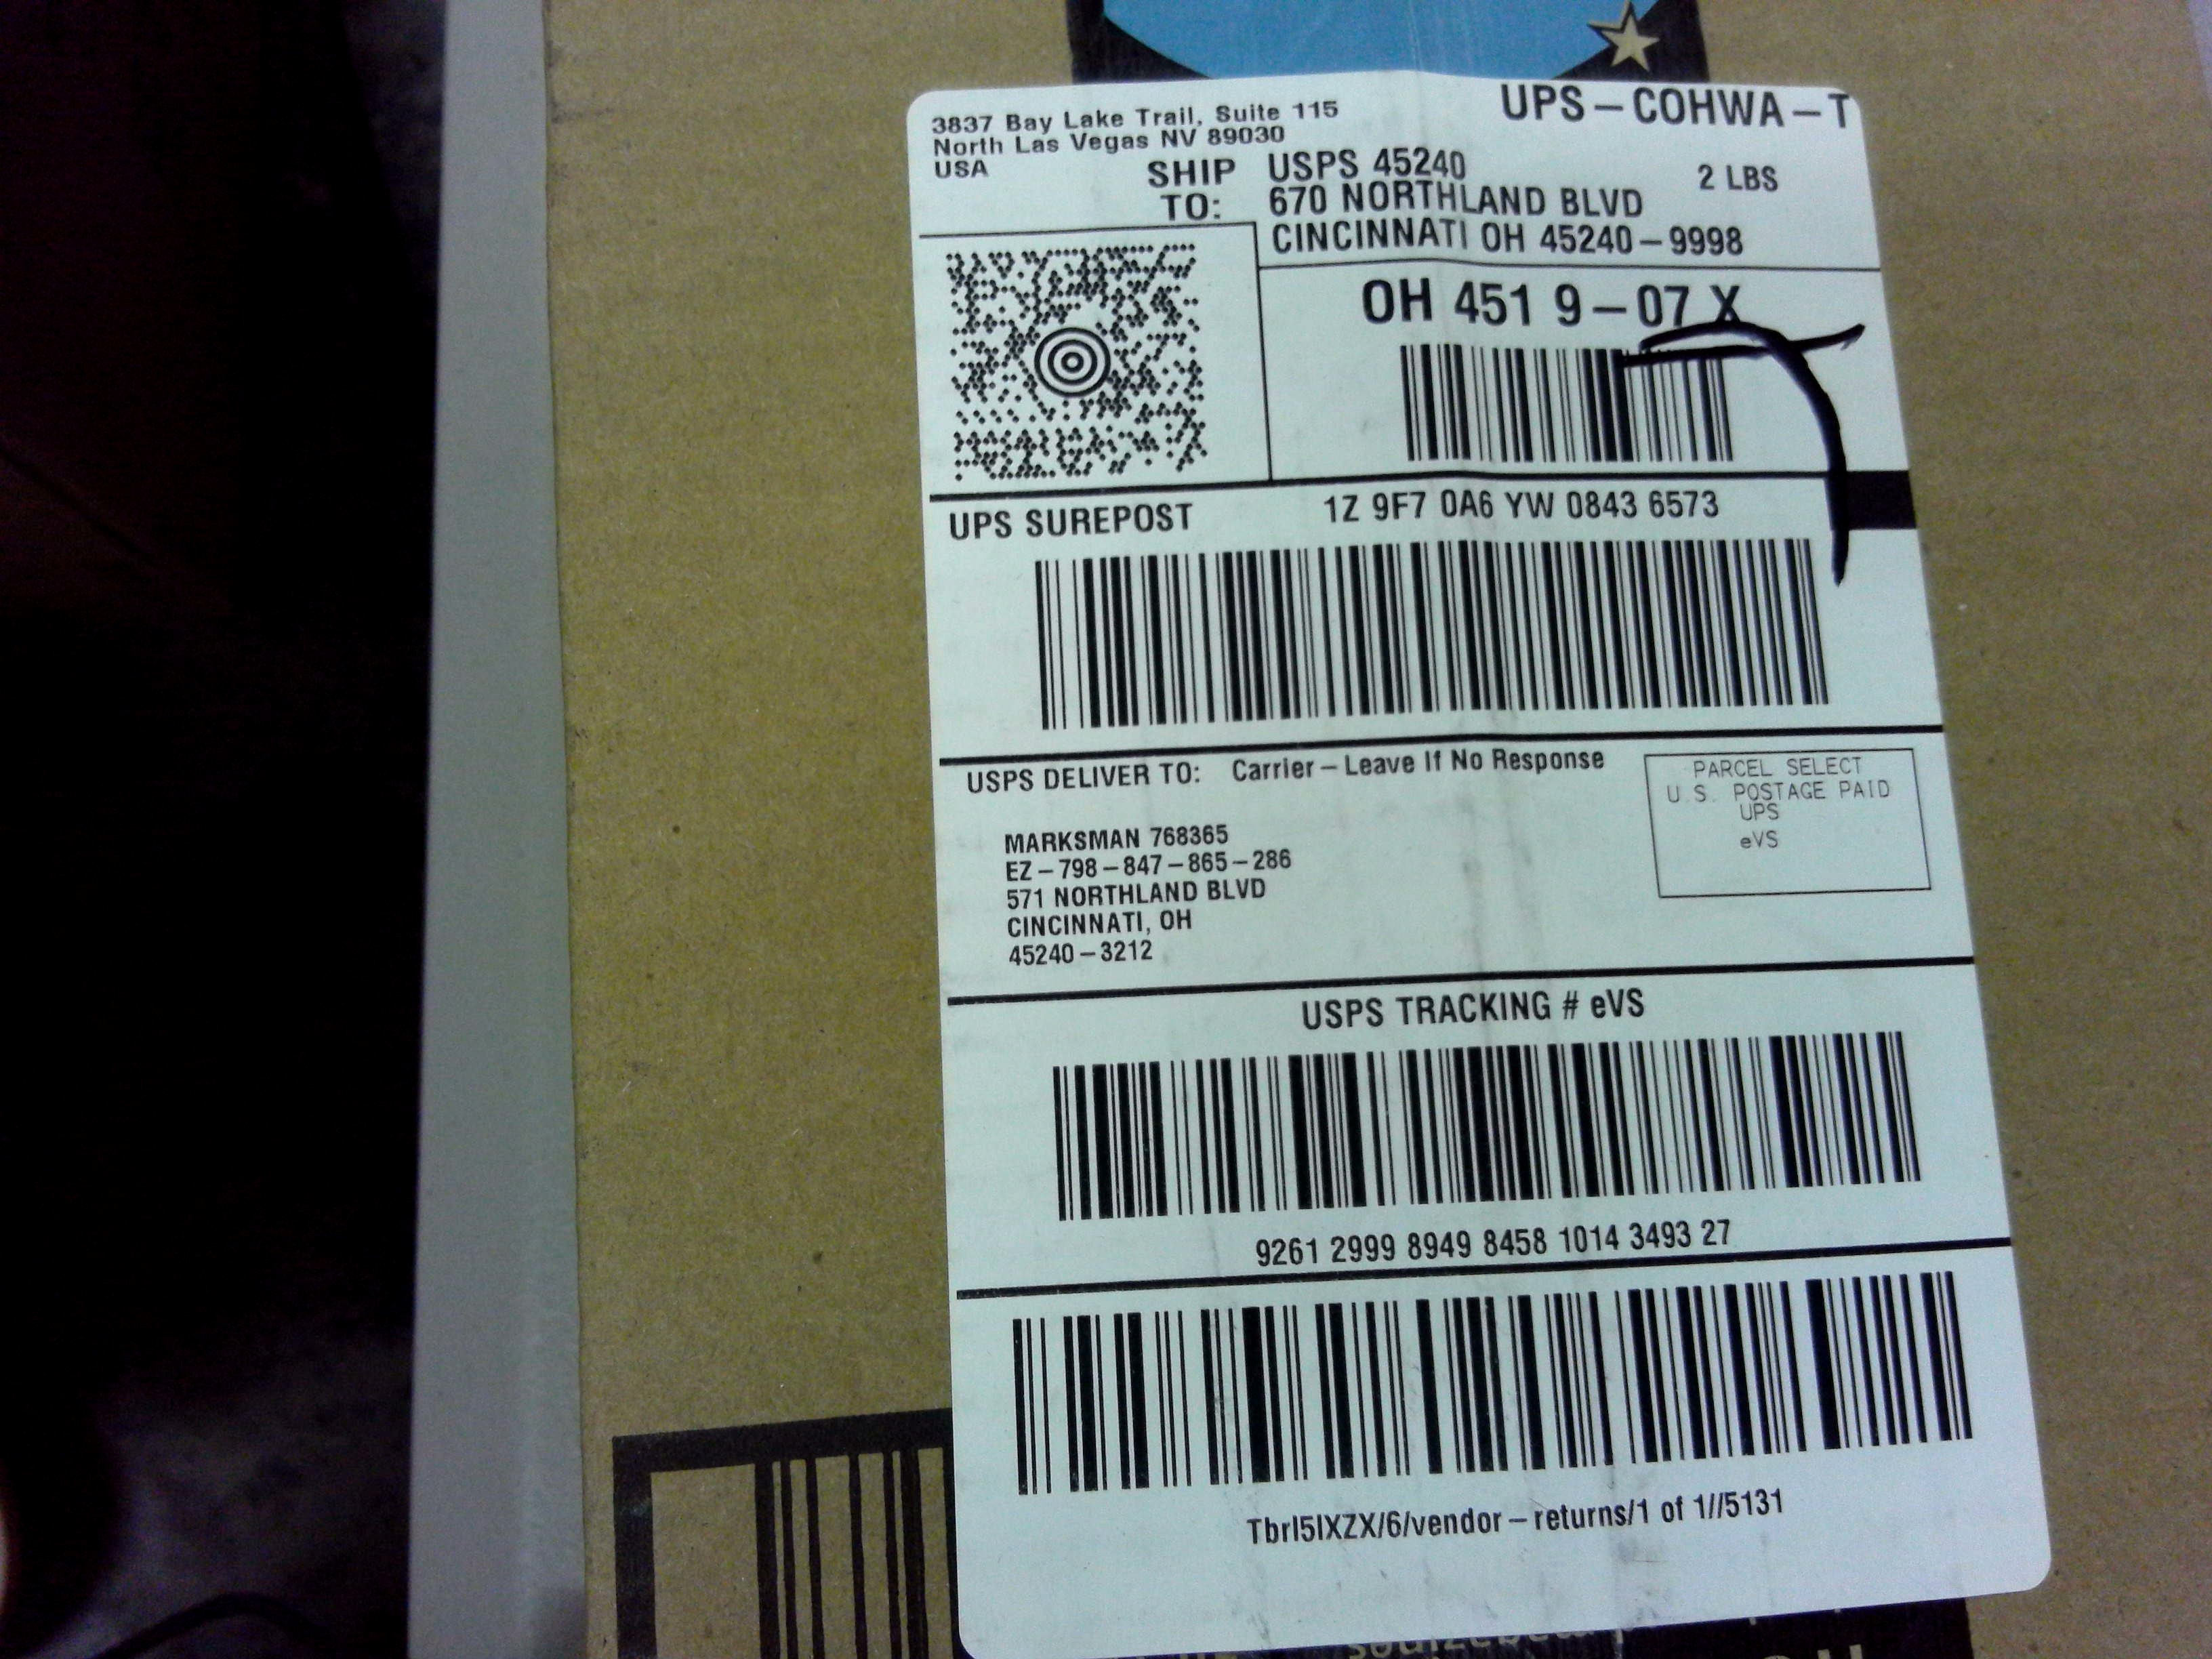 3837 Bay Lake Trail, Suite 115
North Las Vegas NV 89030
USA
UPS-COHWA-T
2 LBS
SHIP TO:
USPS 45240
670 NORTHLAND BLVD
CINCINNATI OH 45240-9998
OH 451 9-07 X
UPS SUREPOST
1Z 9F7 0A6 YW 0843 6573
USPS DELIVER TO: Carrier-Leave If No Response
MARKSMAN 768365
EZ-798-847-865-286
571 NORTHLAND BLVD
CINCINNATI, OH
45240-3212
PARCEL SELECT
U.S. POSTAGE PAID
UPS
eVS
USPS TRACKING # eVS
9261 2999 8949 8458 1014 3493 27
Tbrl5lXZX/6/vendor-returns/1 of 1//5131